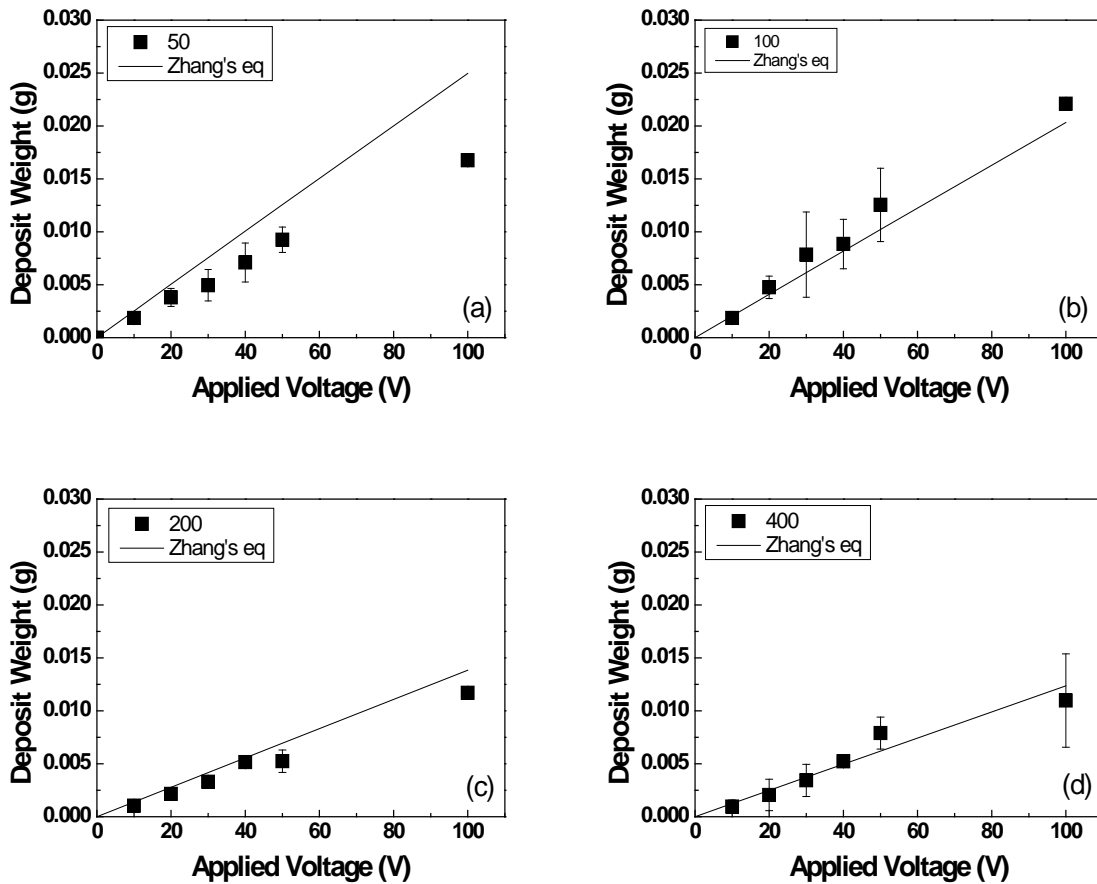 0.030
0.025
0.020
0.015
0.010
0.005
0.000
Deposit Weight (g)
50
Zhang's eq
(a)
0 20 40 60 80 100
Applied Voltage (V)
0.030
0.025
0.020
0.015
0.010
0.005
0.000
Deposit Weight (g)
100
Zhang's eq
(b)
0 20 40 60 80 100
Applied Voltage (V)
0.030
0.025
0.020
0.015
0.010
0.005
0.000
Deposit Weight (g)
200
Zhang's eq
(c)
0 20 40 60 80 100
Applied Voltage (V)
0.030
0.025
0.020
0.015
0.010
0.005
0.000
Deposit Weight (g)
400
Zhang's eq
(d)
0 20 40 60 80 100
Applied Voltage (V)